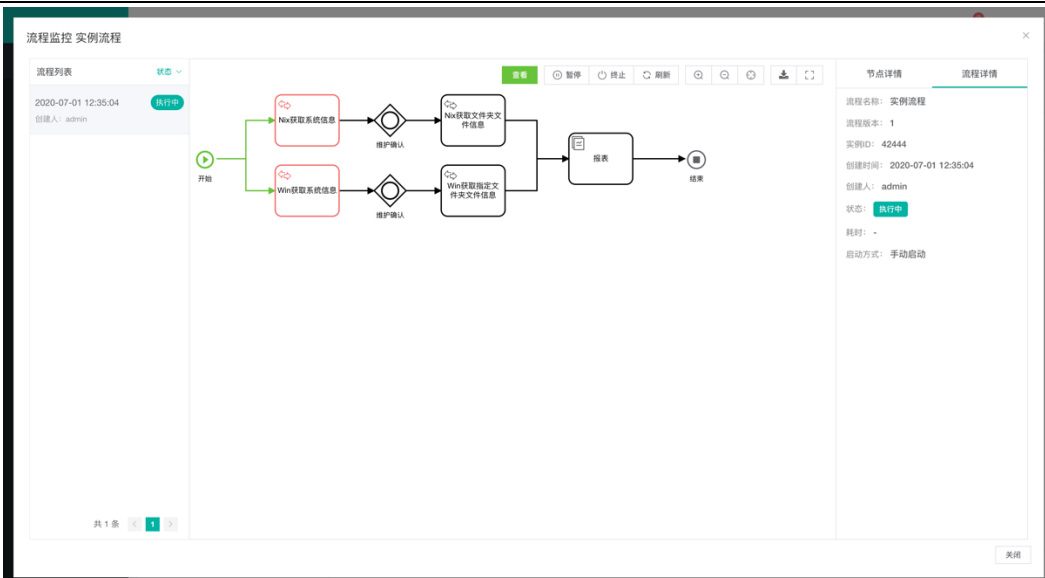 流程监控 实例流程
流程列表
状态
2020-07-01 12:35:04
执行中
创建人: admin
共 1 条
1
查看
暂停
终止
刷新
开始
Nix获取系统信息
维护确认
Nix获取文件夹文
件信息
Win获取系统信息
维护确认
Win获取指定文
件夹文件信息
报表
结束
节点详情
流程详情
流程名称: 实例流程
流程版本: 1
实例ID: 42444
创建时间: 2020-07-01 12:35:04
创建人: admin
状态: 执行中
耗时: -
启动方式: 手动启动
关闭